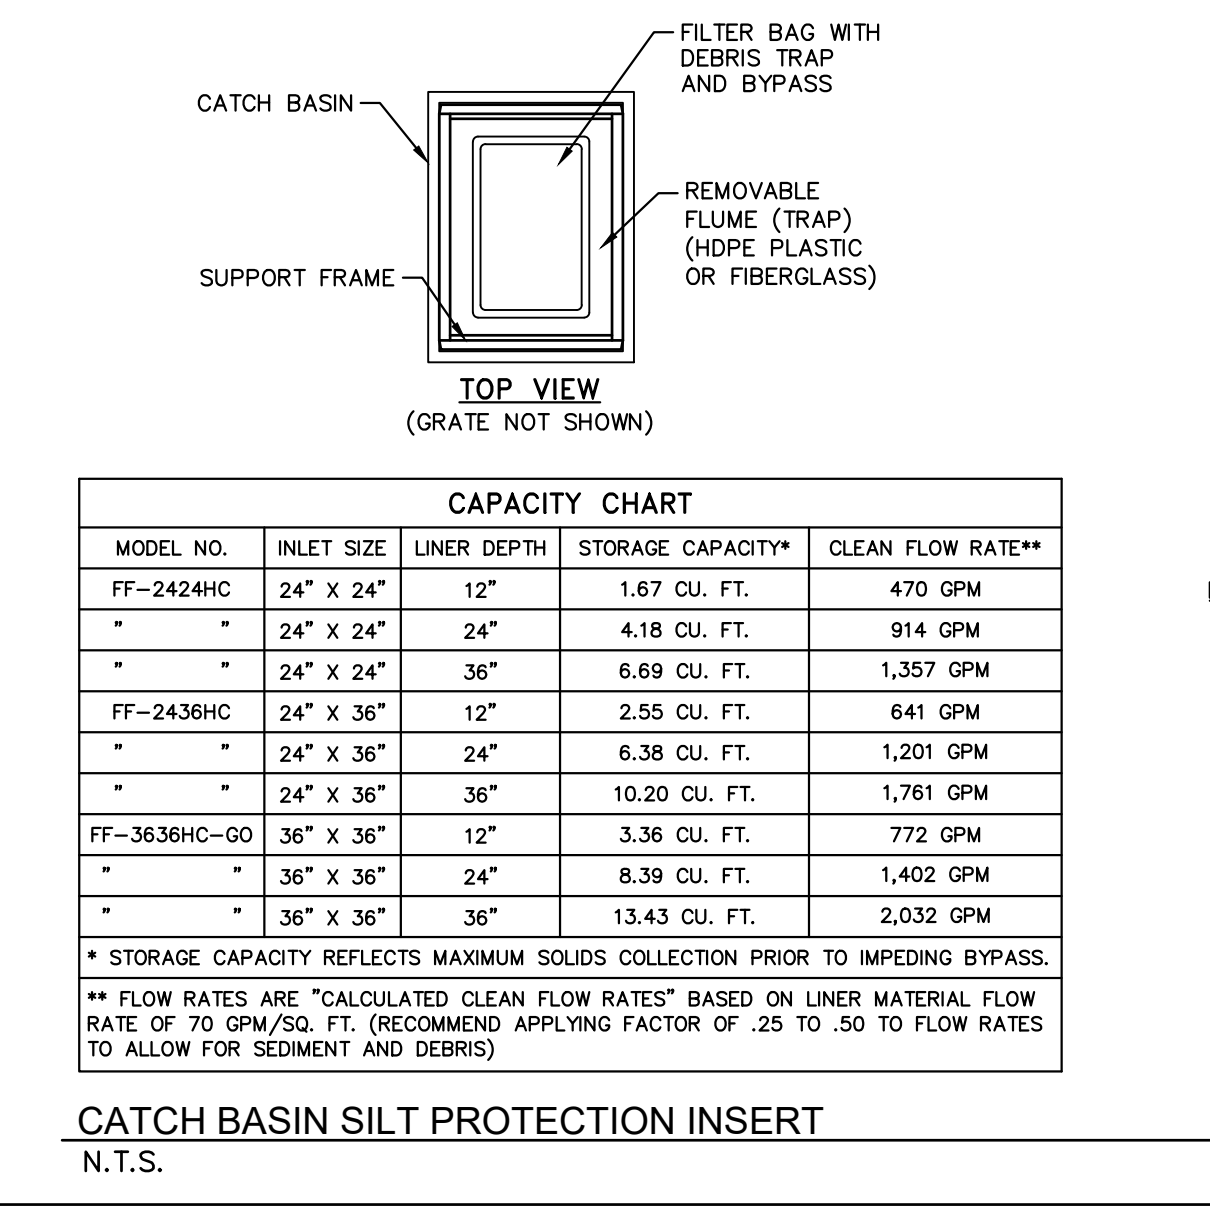 FILTER BAG WITH
DEBRIS TRAP
AND BYPASS
CATCH BASIN
REMOVABLE
FLUME (TRAP)
(HDPE PLASTIC
OR FIBERGLASS)
SUPPORT FRAME
TOP VIEW
(GRATE NOT SHOWN)
CAPACITY CHART
MODEL NO. INLET SIZE LINER DEPTH STORAGE CAPACITY* CLEAN FLOW RATE**
FF-2424HC 24" X 24" 12" 1.67 CU. FT. 470 GPM
" " 24" X 24" 24" 4.18 CU. FT. 914 GPM
" " 24" X 24" 36" 6.69 CU. FT. 1,357 GPM
FF-2436HC 24" X 36" 12" 2.55 CU. FT. 641 GPM
" " 24" X 36" 24" 6.38 CU. FT. 1,201 GPM
" " 24" X 36" 36" 10.20 CU. FT. 1,761 GPM
FF-3636HC-GO 36" X 36" 12" 3.36 CU. FT. 772 GPM
" " 36" X 36" 24" 8.39 CU. FT. 1,402 GPM
" " 36" X 36" 36" 13.43 CU. FT. 2,032 GPM
* STORAGE CAPACITY REFLECTS MAXIMUM SOLIDS COLLECTION PRIOR TO IMPEDING BYPASS.
** FLOW RATES ARE "CALCULATED CLEAN FLOW RATES" BASED ON LINER MATERIAL FLOW
RATE OF 70 GPM/SQ. FT. (RECOMMEND APPLYING FACTOR OF .25 TO .50 TO FLOW RATES
TO ALLOW FOR SEDIMENT AND DEBRIS)
CATCH BASIN SILT PROTECTION INSERT
N.T.S.